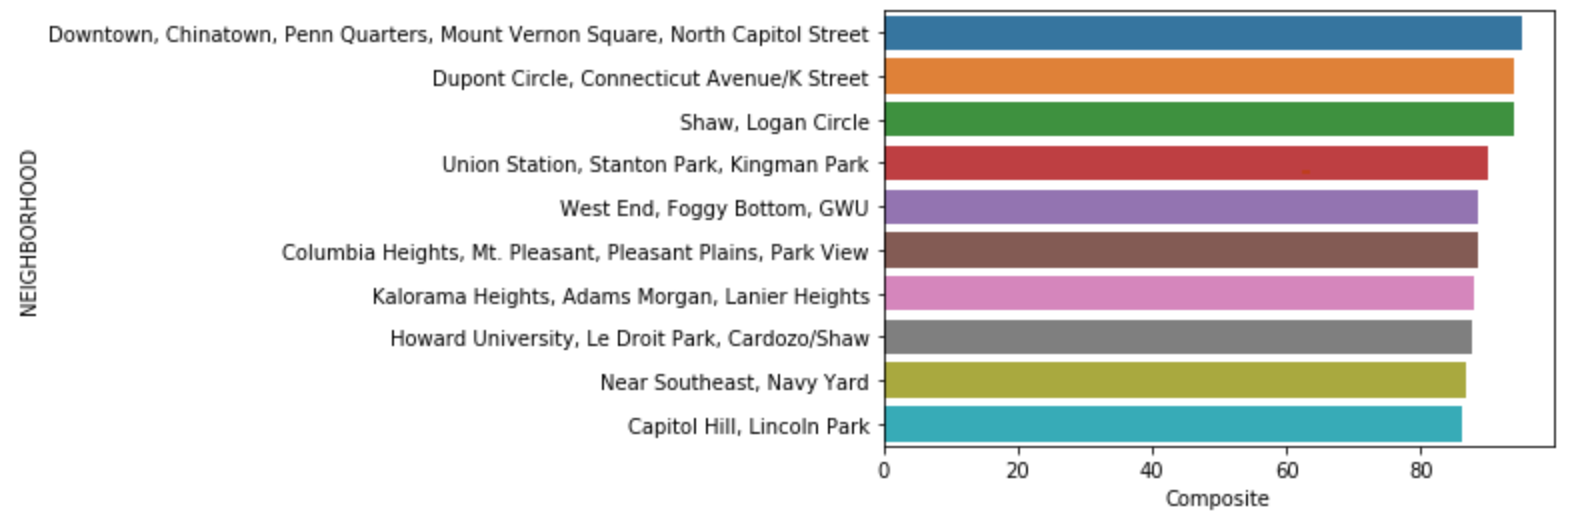 Downtown, Chinatown, Penn Quarters, Mount Vernon Square, North Capitol Street
Dupont Circle, Connecticut Avenue/K Street
Shaw, Logan Circle
Union Station, Stanton Park, Kingman Park
West End, Foggy Bottom, GWU
Columbia Heights, Mt. Pleasant, Pleasant Plains, Park View
Kalorama Heights, Adams Morgan, Lanier Heights
Howard University, Le Droit Park, Cardozo/Shaw
Near Southeast, Navy Yard
Capitol Hill, Lincoln Park
NEIGHBORHOOD
0 20 40 60 80
Composite